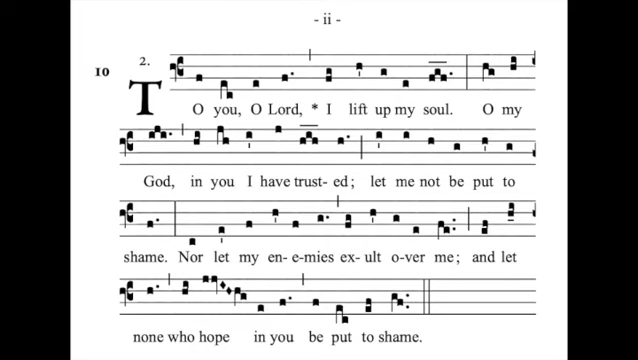 - ii -
10
2.
TO you, O Lord, * I lift up my soul. O my
God, in you I have trust- ed; let me not be put to
shame. Nor let my en- e-mies ex- ult o-ver me; and let
none who hope in you be put to shame.